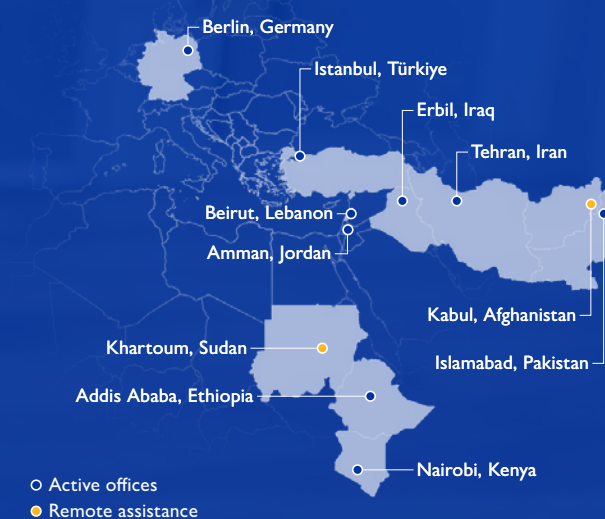 Berlin, Germany
Istanbul, Türkiye
Erbil, Iraq
Tehran, Iran
Beirut, Lebanon
Amman, Jordan
Kabul, Afghanistan
Khartoum, Sudan
Islamabad, Pakistan
Addis Ababa, Ethiopia
Nairobi, Kenya
Active offices
Remote assistance